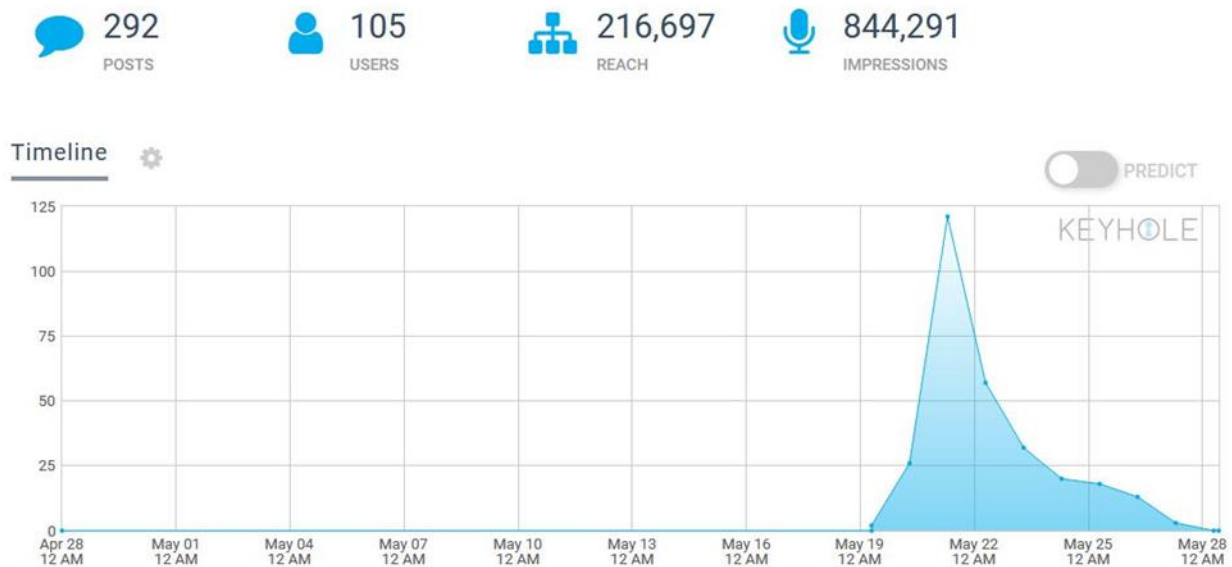 292
POSTS
105
USERS
216,697
REACH
844,291
IMPRESSIONS
Timeline
PREDICT
KEYHOLE
125
100
75
50
25
0
Apr 28
12 AM
May 01
12 AM
May 04
12 AM
May 07
12 AM
May 10
12 AM
May 13
12 AM
May 16
12 AM
May 19
12 AM
May 22
12 AM
May 25
12 AM
May 28
12 AM